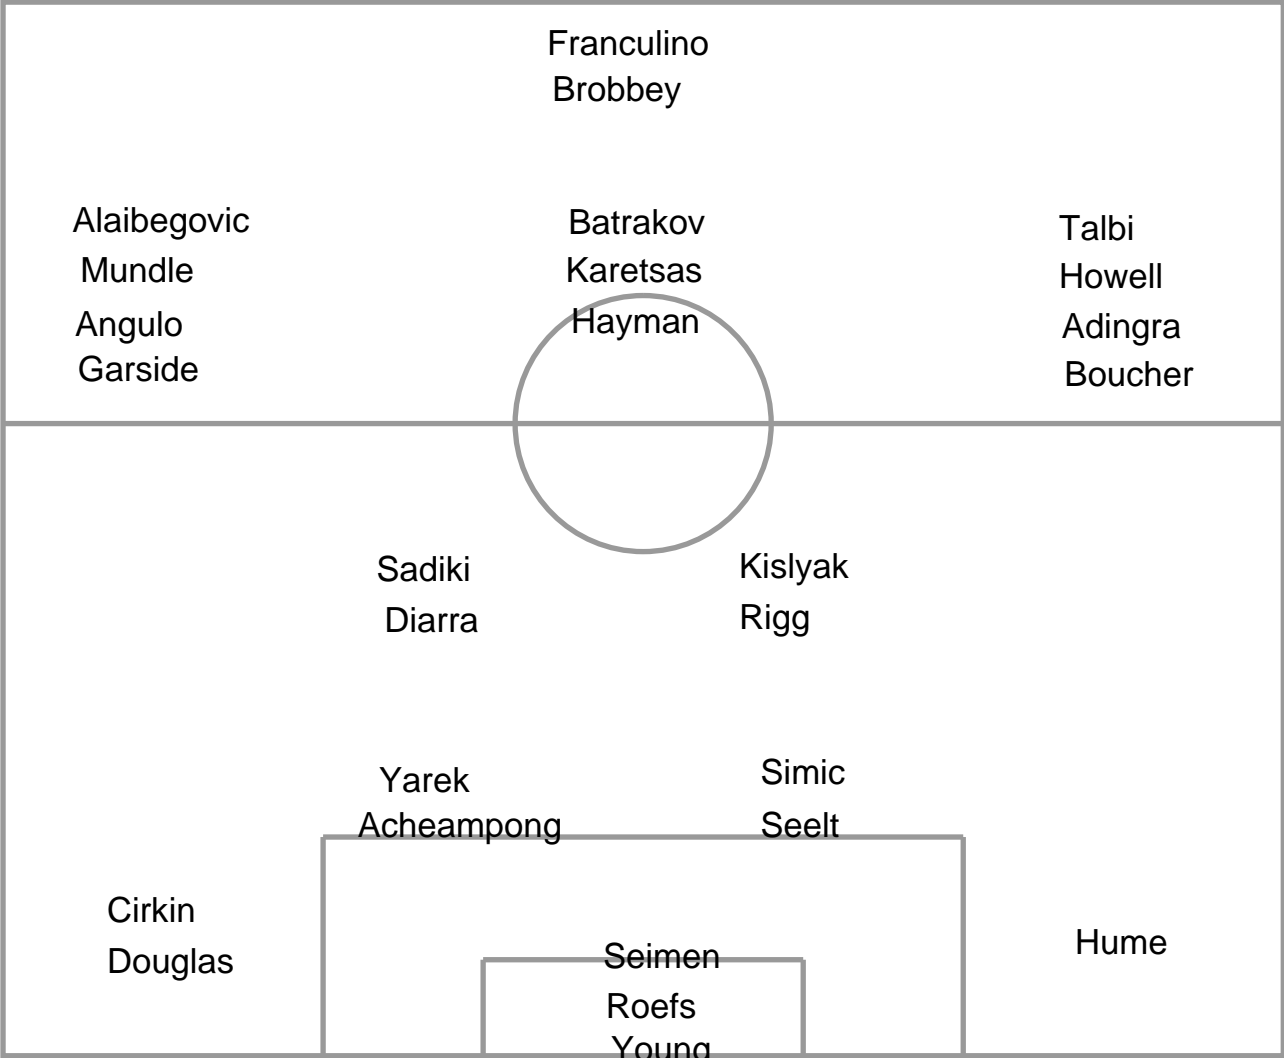 Franculino
Brobbey
Alaibegovic
Mundle
Angulo
Garside
Batrakov
Karetsas
Hayman
Talbi
Howell
Adingra
Boucher
Sadiki
Diarra
Kislyak
Rigg
Yarek
Acheampong
Simic
Seelt
Cirkin
Douglas
Seimen
Roefs
Young
Hume